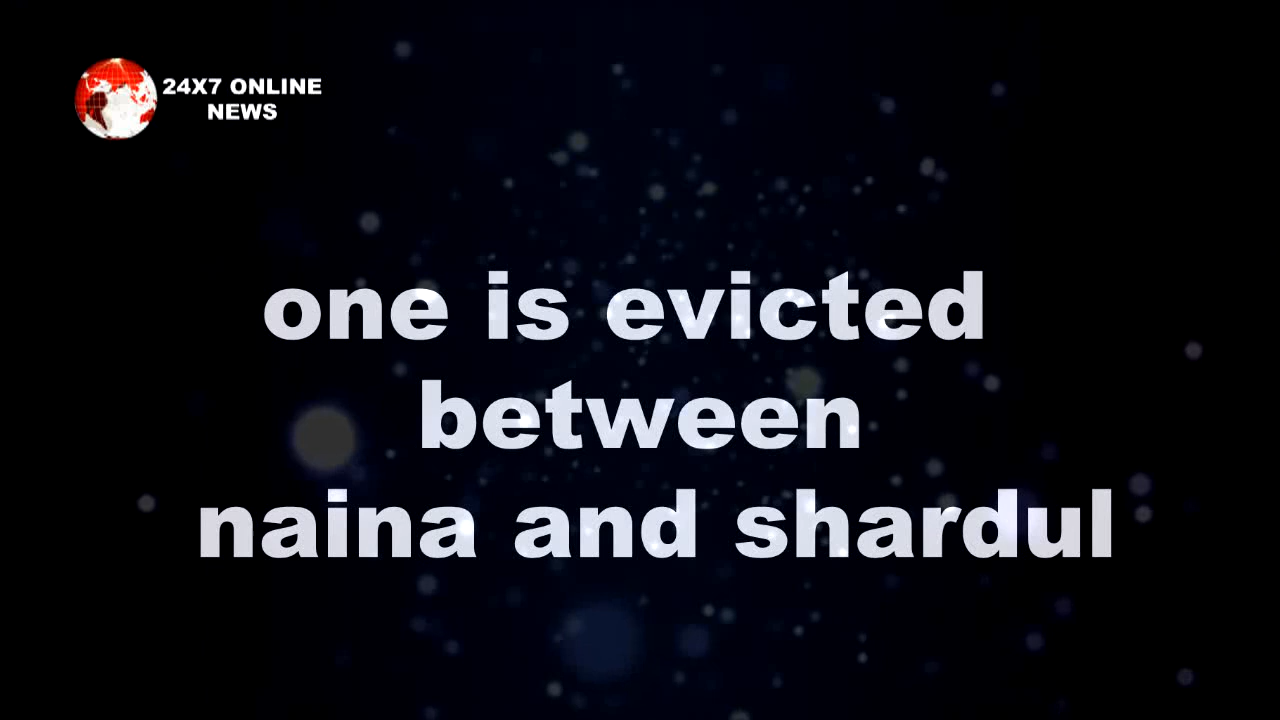 24X7 ONLINE
NEWS
one is evicted
between
naina and shardul